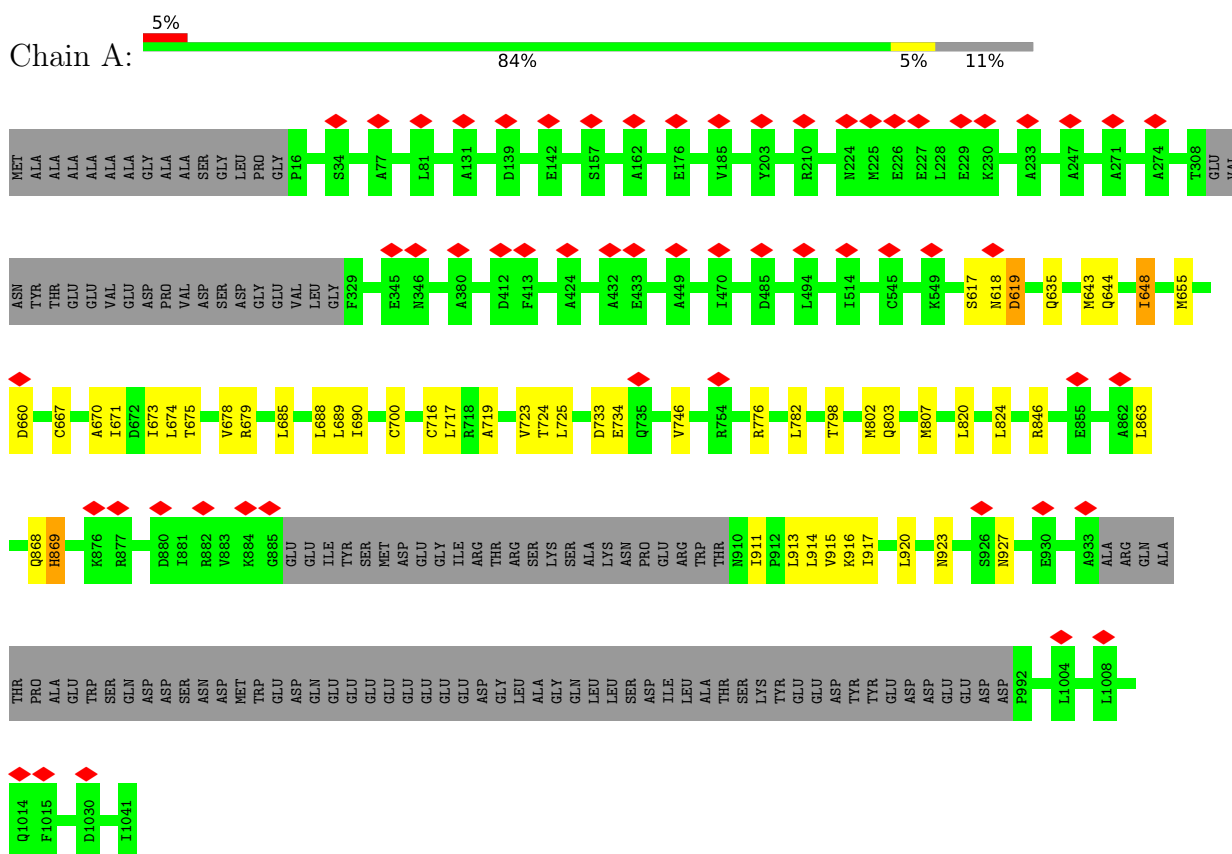 5%
Chain A:
84% 5% 11%
MET ALA ALA ALA ALA ALA ALA GLY ALA ALA SER GLY LEU PRO GLY P16 S34 A77 L81 A131 D139 E142 S157 A162 E176 V185 Y203 R210 N224 M225 E226 E227 L228 E229 K230 A233 A247 A271 A274 T308 GLU VAL
ASN TYR THR GLU GLU VAL GLU ASP PRO VAL ASP SER ASP GLY GLU VAL LEU GLY F329 E345 N346 A380 D412 F413 A424 A432 E433 A449 I470 D485 L494 I514 C545 K549 S617 N618 D619 Q635 M643 Q644 I648 M655
D660 C667 A670 I671 D672 I673 L674 T675 V678 R679 L685 L688 L689 I690 C700 C716 L717 R718 A719 V723 T724 L725 D733 E734 Q735 V746 R754 R776 L782 T798 M802 Q803 M807 L820 L824 R846 E855 A862 L863
Q868 H869 K876 R877 D880 I881 R882 V883 K884 G885 GLU GLU ILE TYR SER MET ASP GLU GLY ILE ARG THR ARG SER LYS SER ALA LYS ASN PRO GLU ARG TRP THR N910 I911 P912 L913 L914 V915 K916 I917 L920 N923 S926 N927 E930 A933 ALA ARG GLN ALA
THR PRO ALA GLU TRP SER GLN ASP ASP SER ASN ASP MET TRP GLU ASP GLN GLU GLU GLU GLU GLU GLU GLU GLU ASP GLY LEU ALA GLY GLN LEU LEU SER ASP ILE LEU ALA THR SER LYS TYR GLU GLU ASP TYR TYR GLU ASP ASP GLU GLU ASP ASP P992 L1004 L1008
Q1014 F1015 D1030 I1041